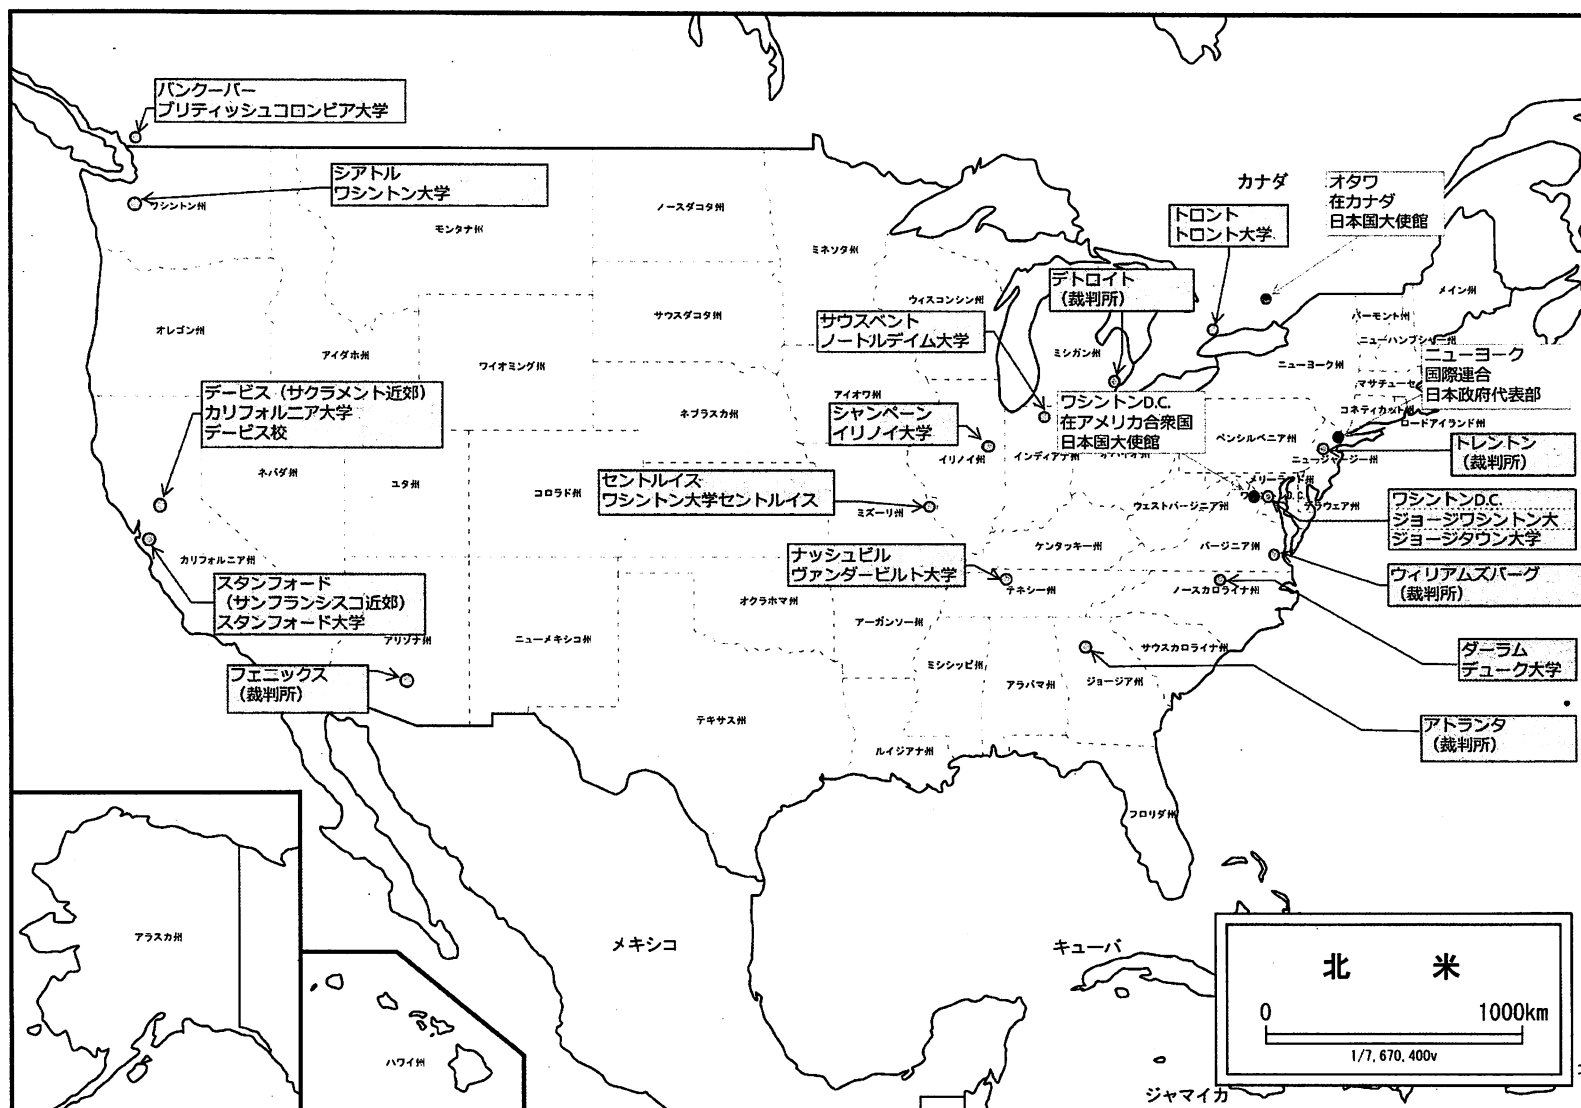 バンクーバー
ブリティッシュコロンビア大学
シアトル
ワシントン大学
ワシントン州
モンタナ州
ノースダコタ州
ミネソタ州
カナダ
オタワ
在カナダ
日本国大使館
トロント
トロント大学
デトロイト
(裁判所)
ウィスコンシン州
メイン州
バーモント州
ニューハンプシャー州
オレゴン州
アイダホ州
ワイオミング州
サウスダコタ州
サウスベント
ノートルデイム大学
ミシガン州
ニューヨーク州
ニューヨーク
国際連合
日本政府代表部
マサチューセ
コネティカット州
ロードアイランド州
デービス(サクラメント近郊)
カリフォルニア大学
デービス校
ネブラスカ州
アイオワ州
シャンペーン
イリノイ大学
ワシントンD.C.
在アメリカ合衆国
日本国大使館
ペンシルベニア州
トレントン
(裁判所)
ニュージャージー州
ネバダ州
ユタ州
コロラド州
イリノイ州
インディアナ州
オハイオ州
セントルイス
ワシントン大学セントルイス
ミズーリ州
ウェストバージニア州
メリーランド州
デラウェア州
ワシントンD.C.
ジョージワシントン大
ジョージタウン大学
カリフォルニア州
ケンタッキー州
バージニア州
ナッシュビル
ヴァンダービルト大学
テネシー州
ノースカロライナ州
ウィリアムズバーグ
(裁判所)
スタンフォード
(サンフランシスコ近郊)
スタンフォード大学
アリゾナ州
ニューメキシコ州
オクラホマ州
アーカンソー州
ミシシッピ州
アラバマ州
ジョージア州
サウスカロライナ州
ダーラム
デューク大学
フェニックス
(裁判所)
テキサス州
ルイジアナ州
アトランタ
(裁判所)
フロリダ州
アラスカ州
ハワイ州
メキシコ
キューバ
ジャマイカ
北 米
0 1000km
1/7,670,400v